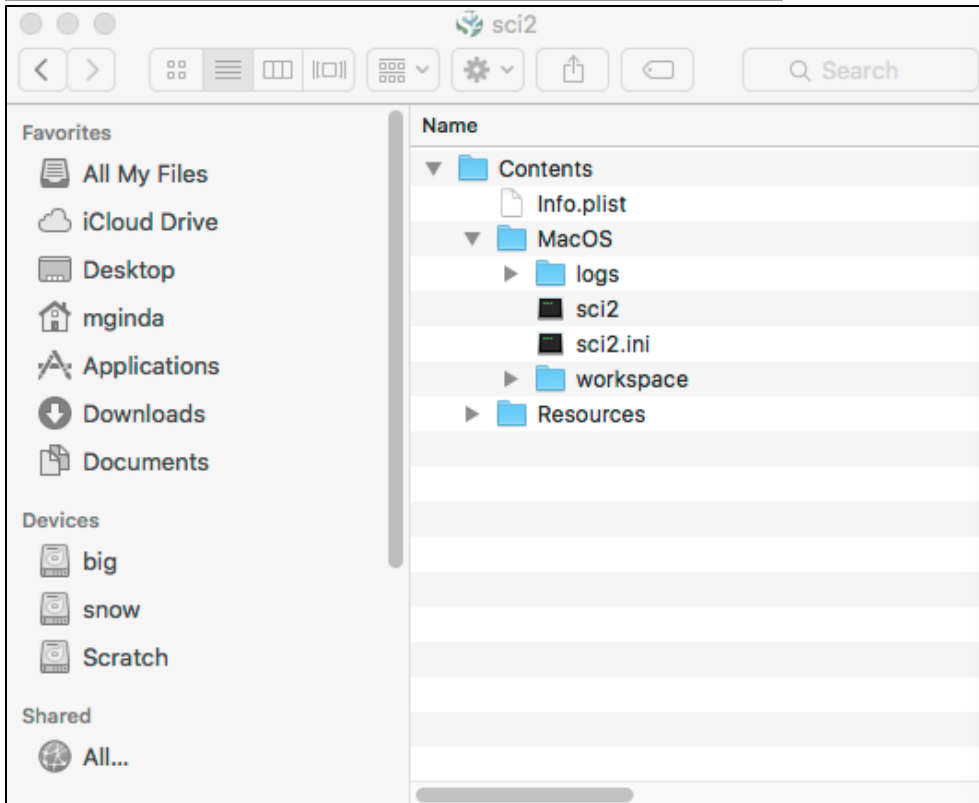 sci2
Search
Favorites
All My Files
iCloud Drive
Desktop
mginda
Applications
Downloads
Documents
Devices
big
snow
Scratch
Shared
All...
Name
Contents
Info.plist
MacOS
logs
sci2
sci2.ini
workspace
Resources